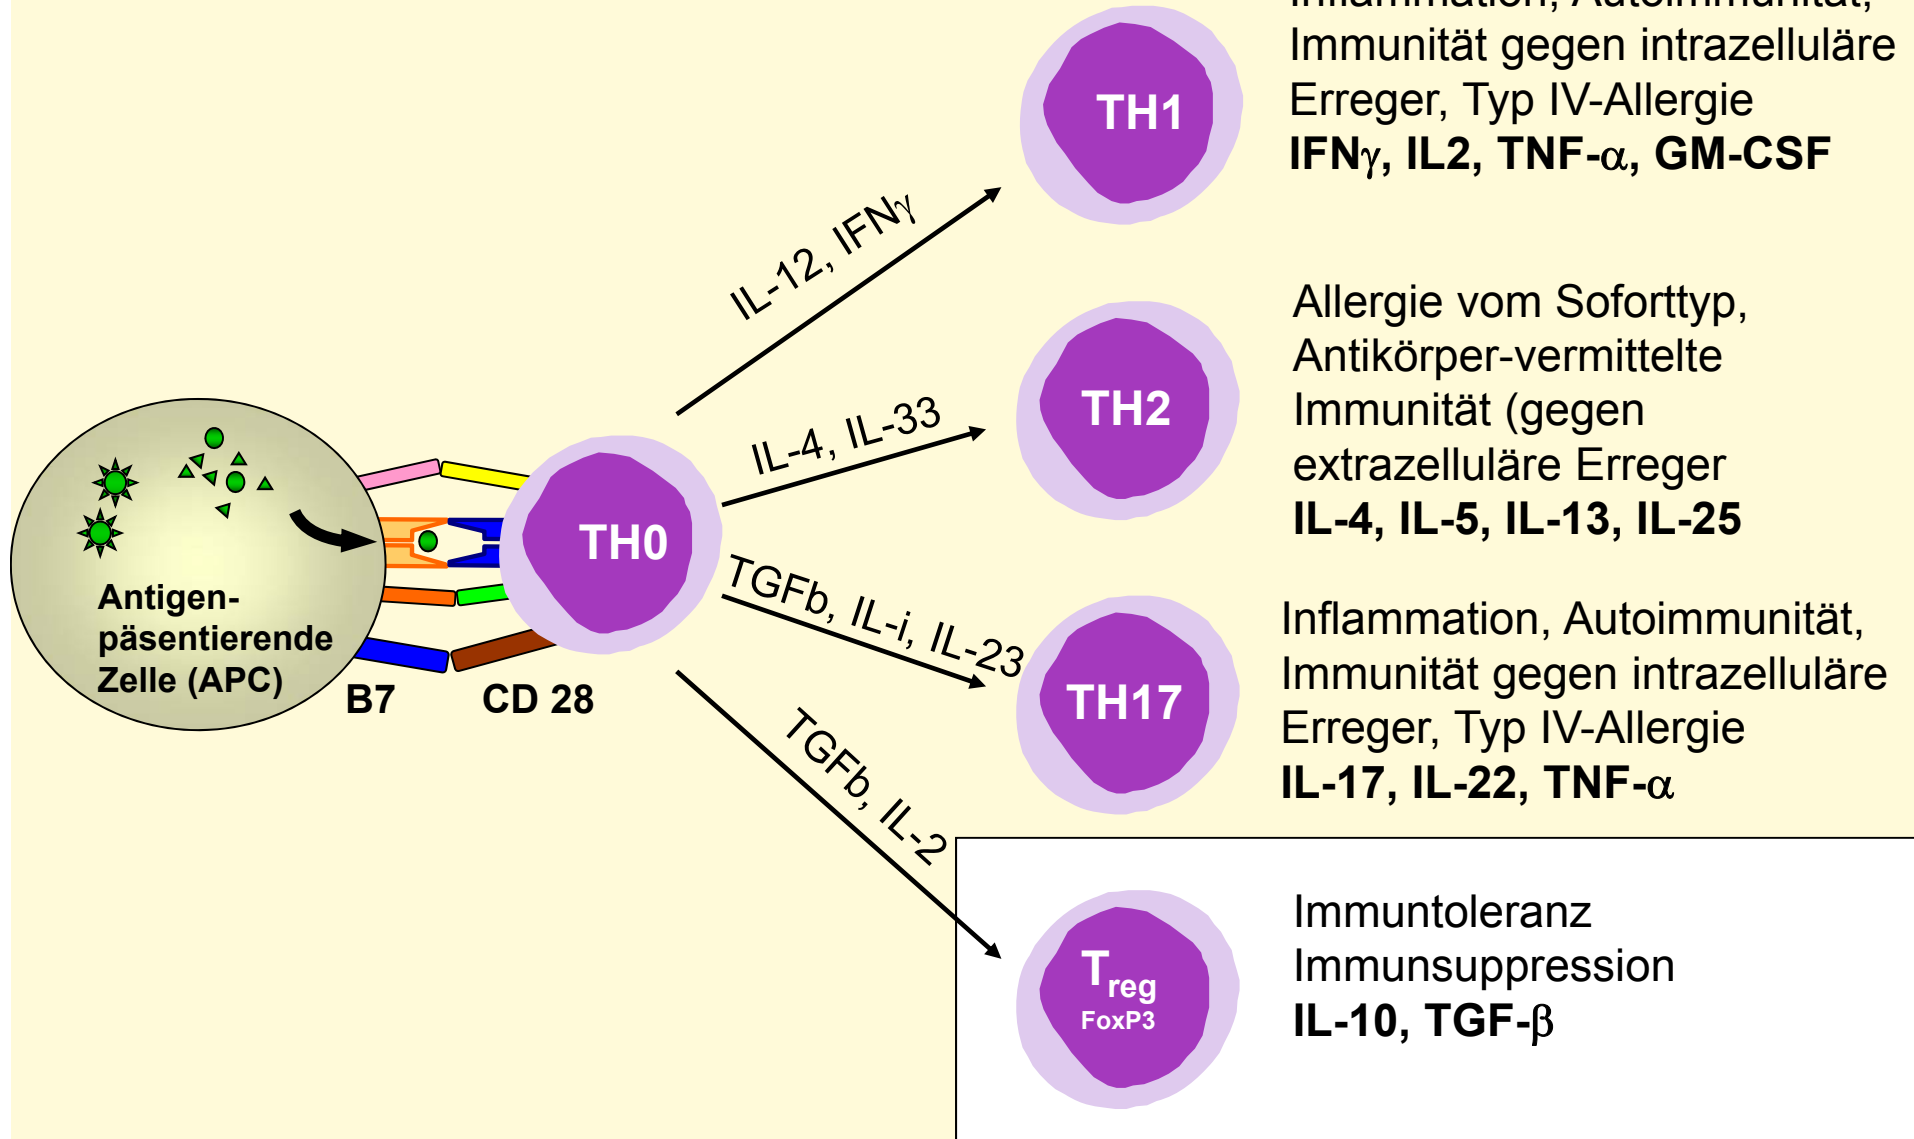 Inflammation, Autoimmunität,
Immunität gegen intrazelluläre
Erreger, Typ IV-Allergie
IFNγ, IL2, TNF-α, GM-CSF
TH1
IL-12, IFNγ
Allergie vom Soforttyp,
Antikörper-vermittelte
Immunität (gegen
extrazelluläre Erreger
IL-4, IL-5, IL-13, IL-25
TH2
IL-4, IL-33
TH0
Antigen-
päsentierende
Zelle (APC)
B7
CD 28
TGFb, IL-i, IL-23
TH17
Inflammation, Autoimmunität,
Immunität gegen intrazelluläre
Erreger, Typ IV-Allergie
IL-17, IL-22, TNF-α
TGFb, IL-2
Treg
FoxP3
Immuntoleranz
Immunsuppression
IL-10, TGF-β